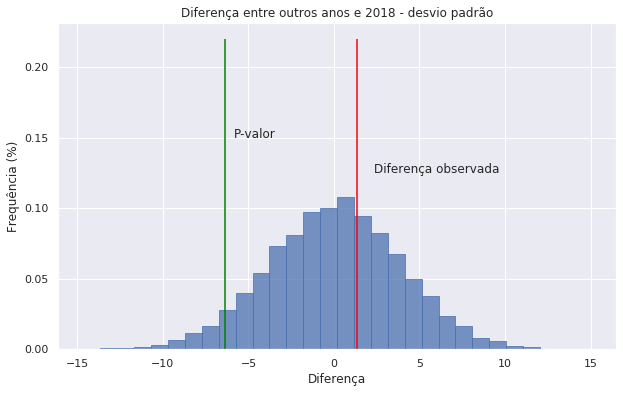 Diferença entre outros anos e 2018 - desvio padrão
0.20
0.15
0.10
0.05
0.00
Frequência (%)
P-valor
Diferença observada
−15
−10
−5
0
5
10
15
Diferença